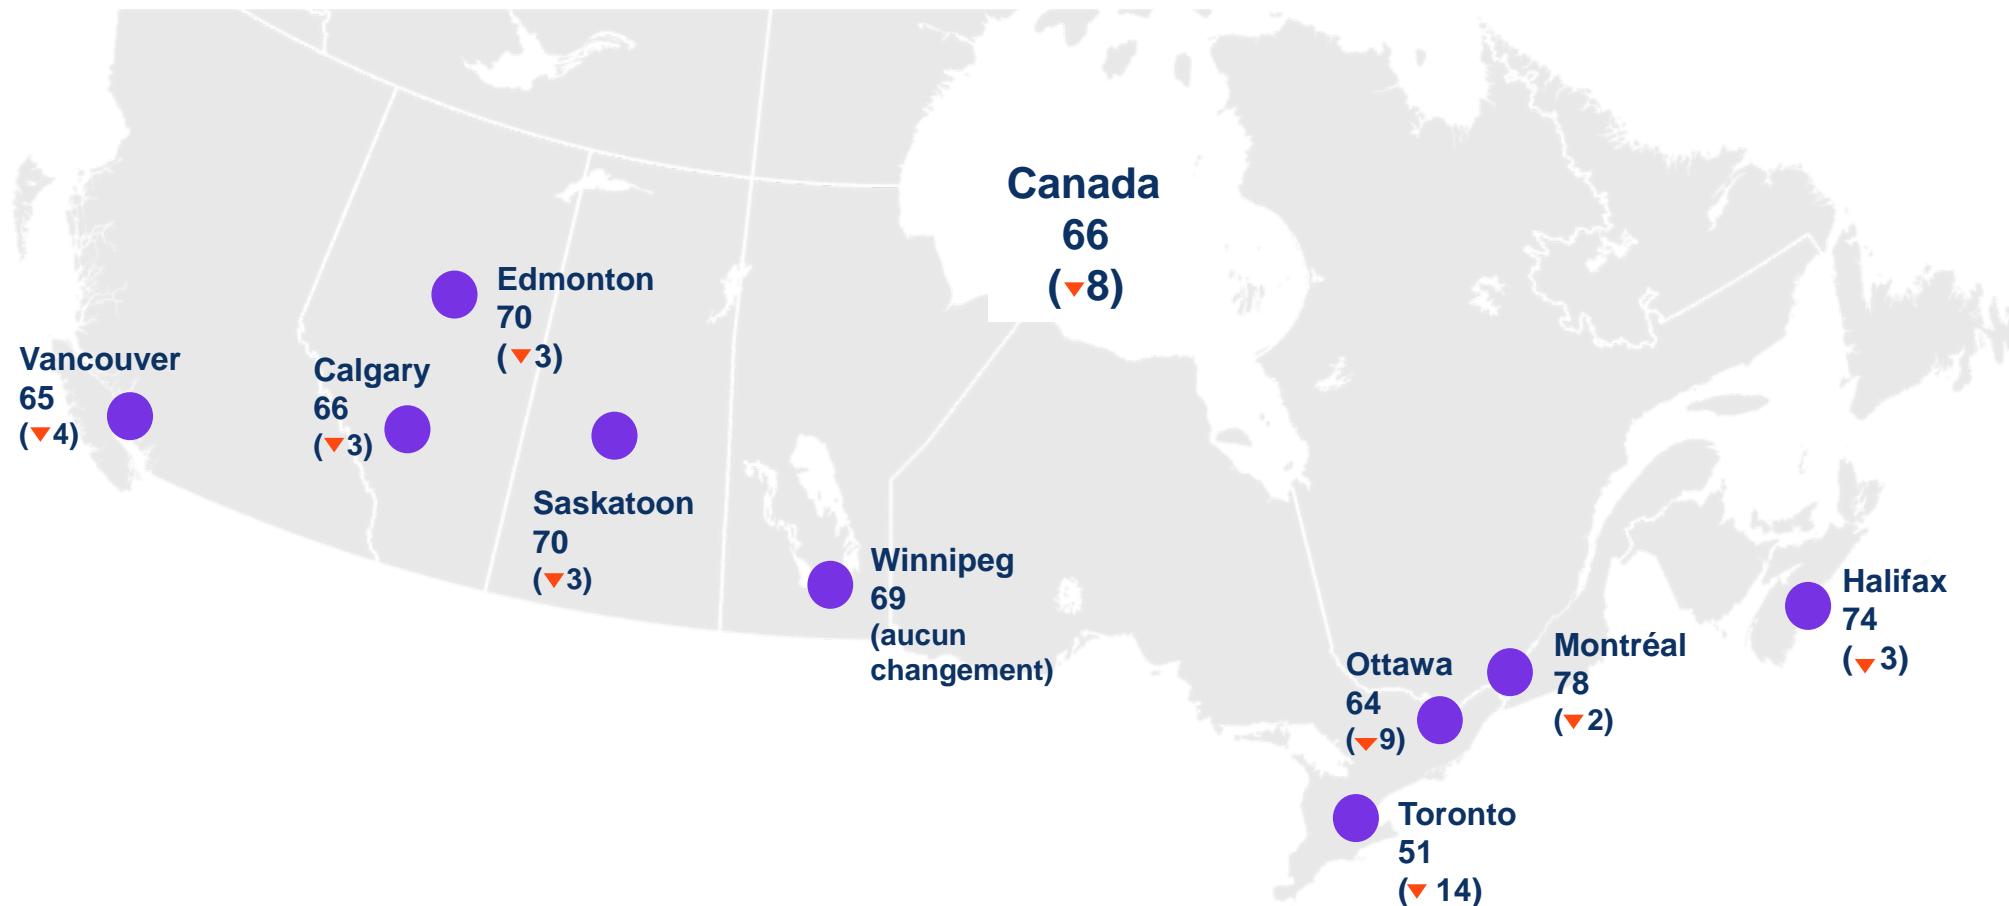 Canada
66
(▼8)
Edmonton
70
(▼3)
Vancouver
65
(▼4)
Calgary
66
(▼3)
Saskatoon
70
(▼3)
Winnipeg
69
(aucun
changement)
Halifax
74
(▼ 3)
Montréal
78
(▼2)
Ottawa
64
(▼9)
Toronto
51
(▼ 14)